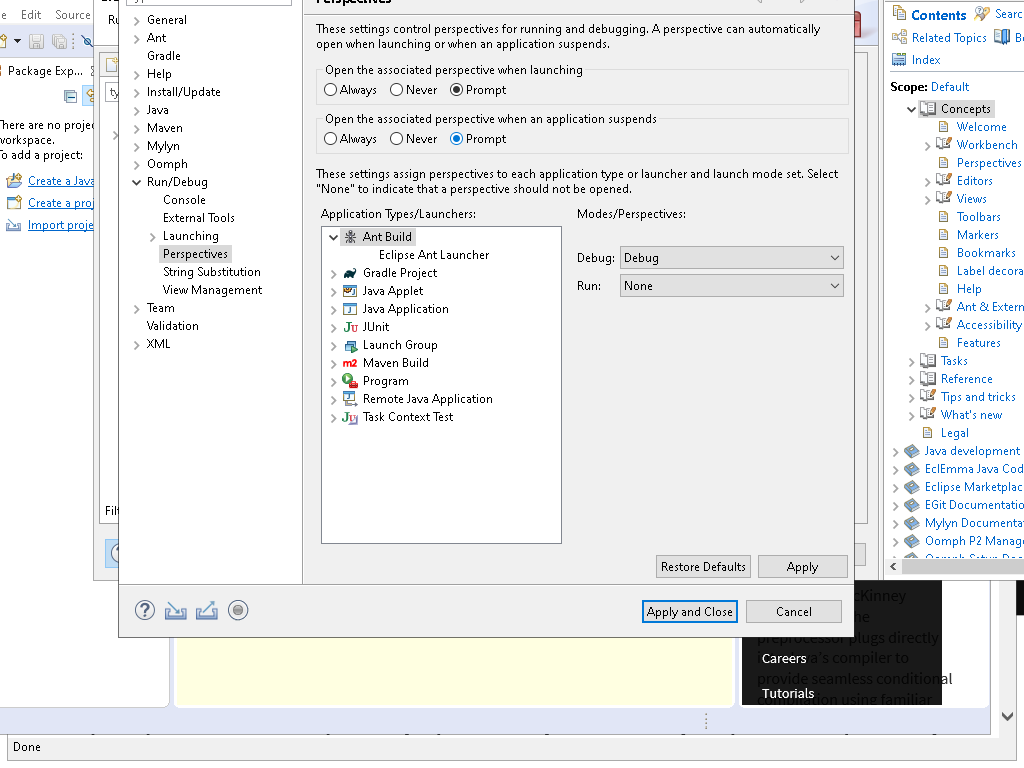 Edit
Source
Package Exp...
There are no proje
workspace.
To add a project:
Create a Java
Create a proj
Import proje
Ru
ty
Filt
General
Ant
Gradle
Help
Install/Update
Java
Maven
Mylyn
Oomph
Run/Debug
Console
External Tools
Launching
Perspectives
String Substitution
View Management
Team
Validation
XML
Perspectives
These settings control perspectives for running and debugging. A perspective can automatically
open when launching or when an application suspends.
Open the associated perspective when launching
Always
Never
Prompt
Open the associated perspective when an application suspends
Always
Never
Prompt
These settings assign perspectives to each application type or launcher and launch mode set. Select
"None" to indicate that a perspective should not be opened.
Application Types/Launchers:
Ant Build
Eclipse Ant Launcher
Gradle Project
Java Applet
Java Application
JUnit
Launch Group
Maven Build
Program
Remote Java Application
Task Context Test
Modes/Perspectives:
Debug:
Debug
Run:
None
Restore Defaults
Apply
Apply and Close
Cancel
Contents
Searc
Related Topics
Bo
Index
Scope: Default
Concepts
Welcome
Workbench
Perspectives
Editors
Views
Toolbars
Markers
Bookmarks
Label decora
Help
Ant & Extern
Accessibility
Features
Tasks
Reference
Tips and tricks
What's new
Legal
Java development
EclEmma Java Cod
Eclipse Marketplac
EGit Documentatio
Mylyn Documenta
Oomph P2 Manag
Oomph Setup Doc
cKinney
ne
preprocessor plugs directly
's compiler to
provide seamless conditional
compilation using familiar
Careers
Tutorials
Done